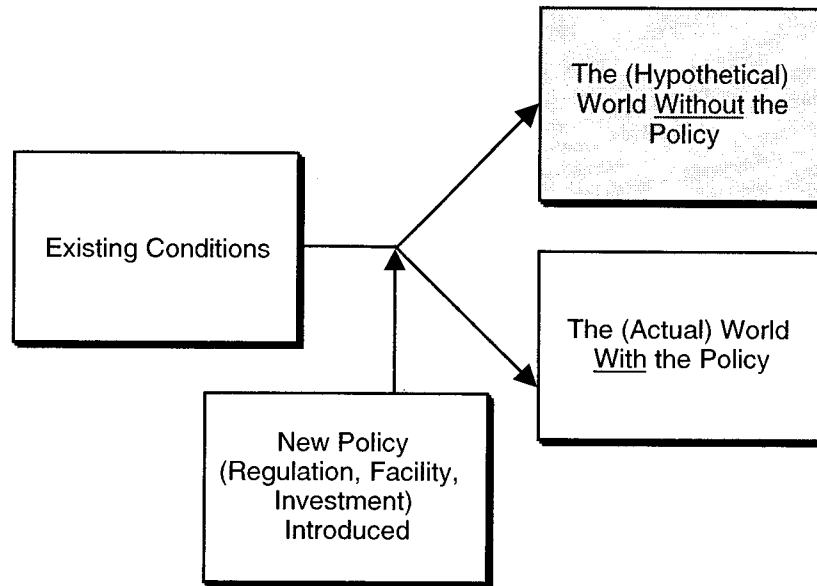 The (Hypothetical)
World Without the
Policy
Existing Conditions
The (Actual) World
With the Policy
New Policy
(Regulation, Facility,
Investment)
Introduced